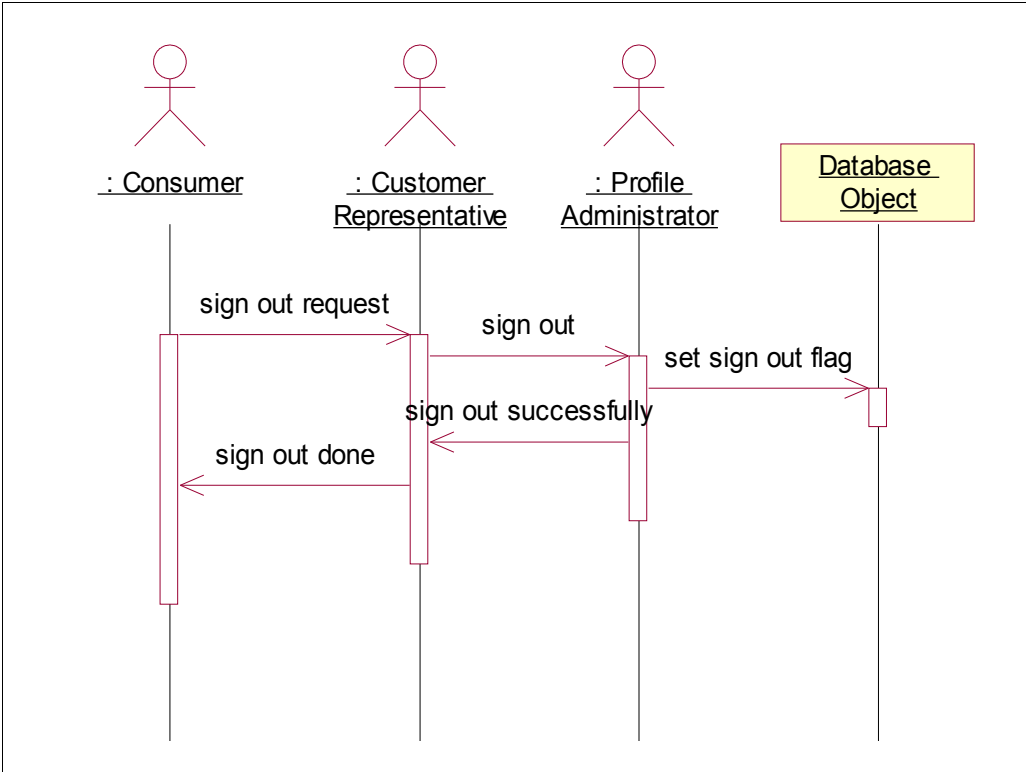 : Consumer
: Customer
Representative
: Profile
Administrator
Database
Object
sign out request
sign out
set sign out flag
sign out successfully
sign out done